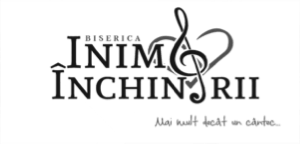 BISERICA
INIMA
ÎNCHINĂRII
Mai mult decât un cântec...